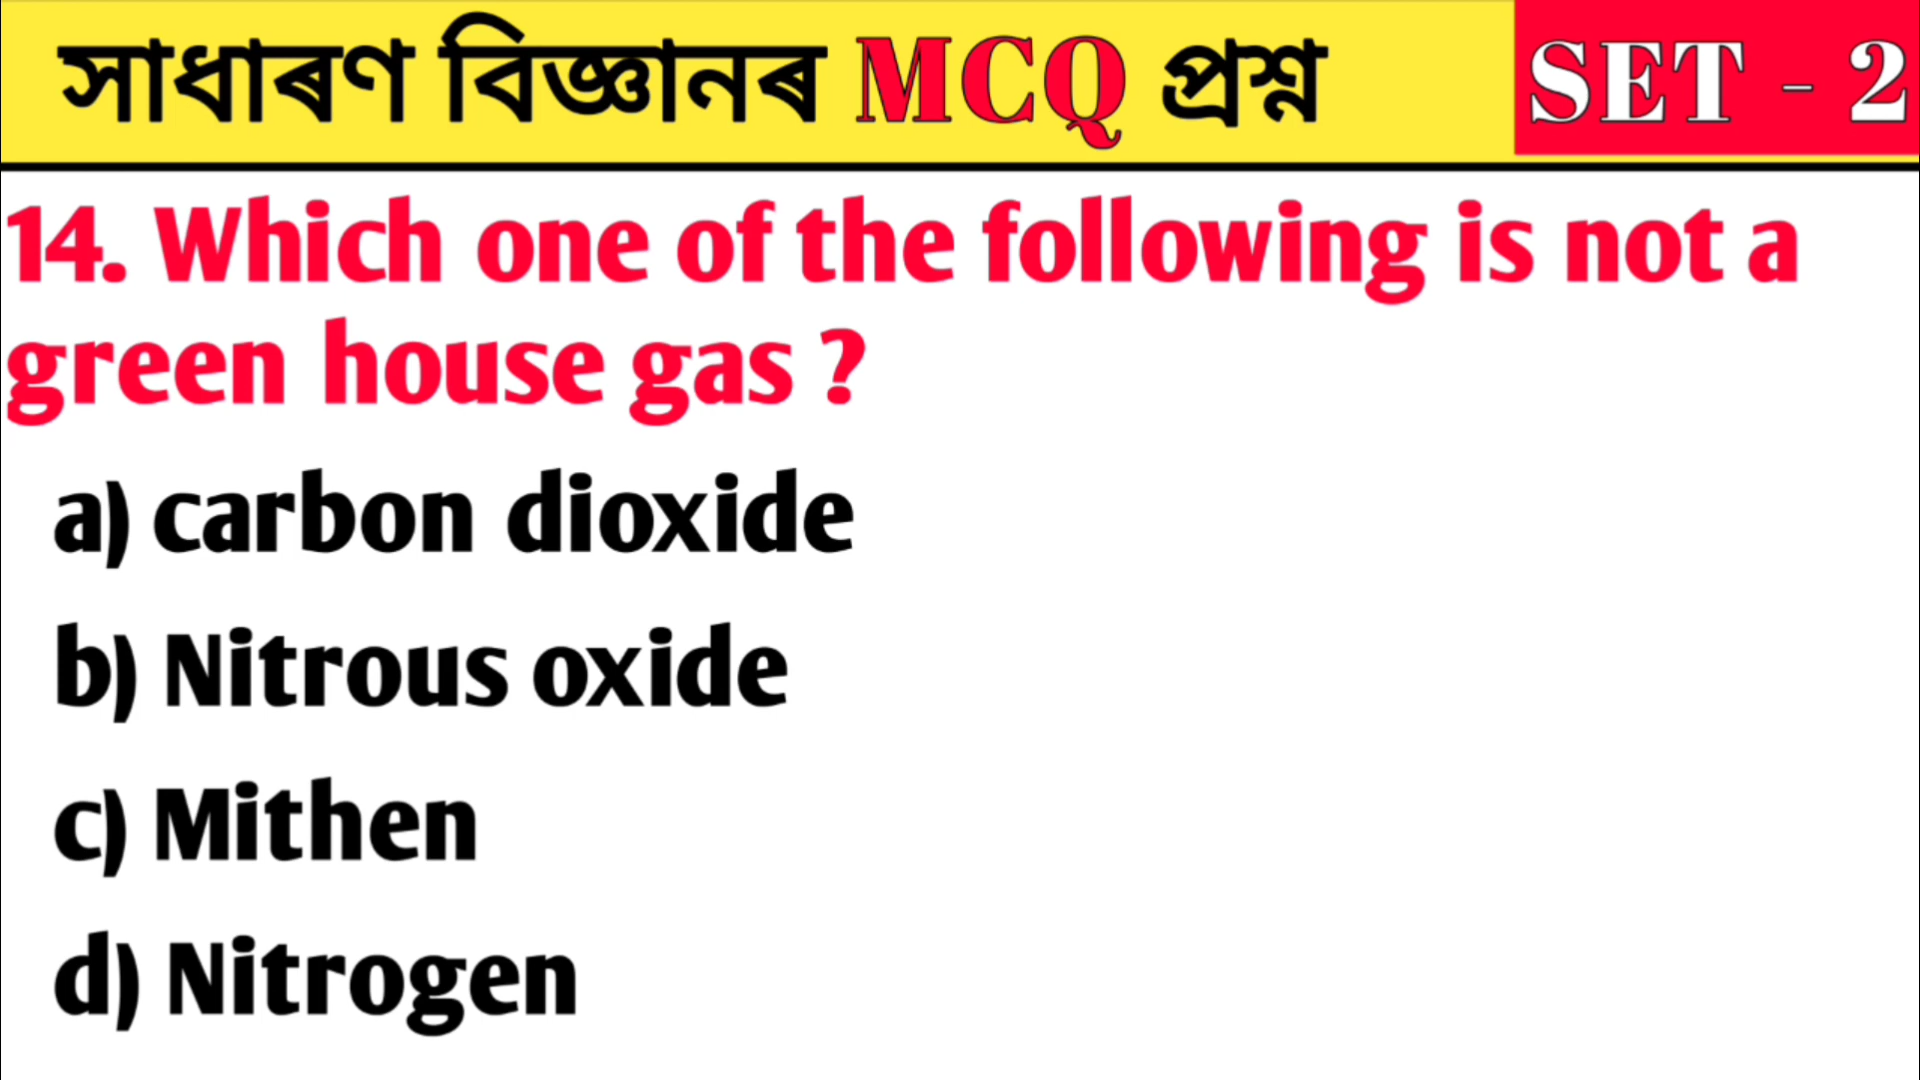 সাধাৰণ বিজ্ঞানৰ MCQ প্ৰশ্ন SET - 2
14. Which one of the following is not a
green house gas ?
a) carbon dioxide
b) Nitrous oxide
c) Mithen
d) Nitrogen